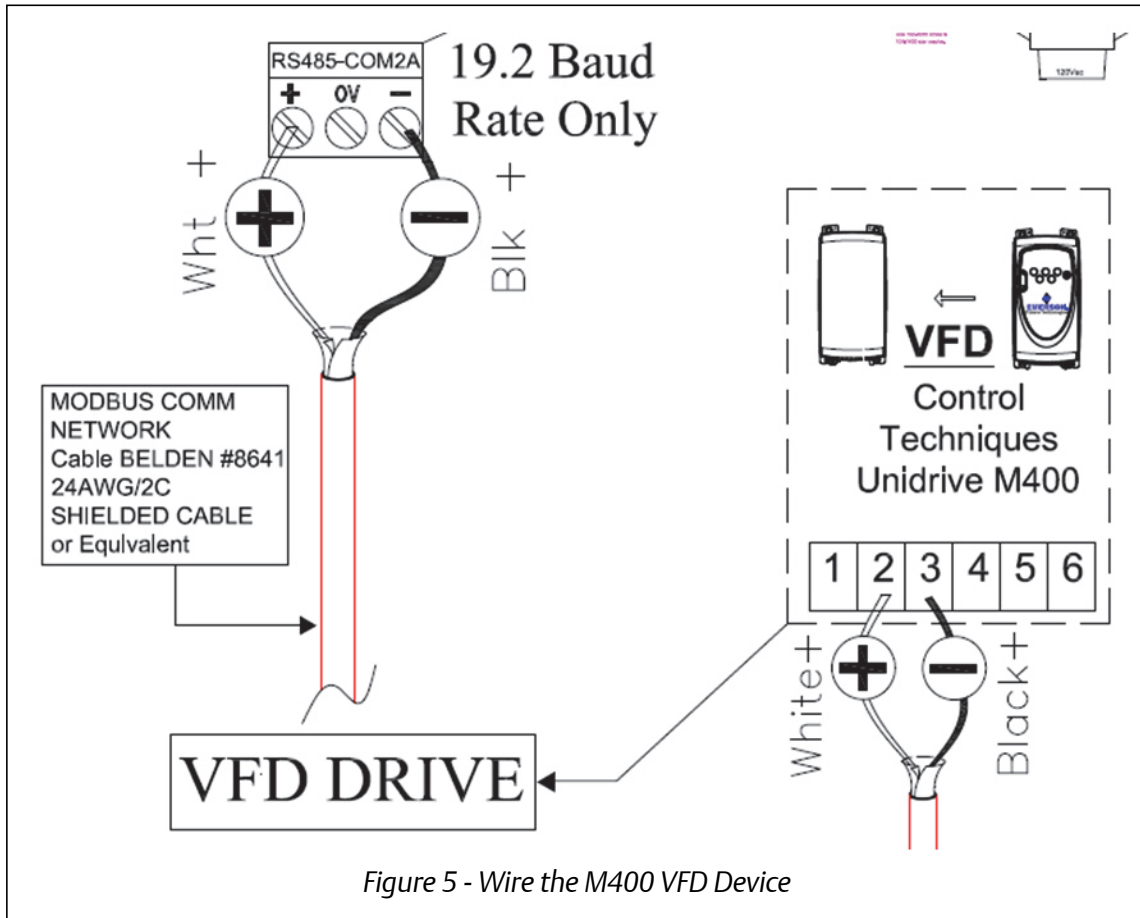 RS485-COM2A
+ 0V -
19.2 Baud
Rate Only
Wht +
Blk +
120Vac
MODBUS COMM
NETWORK
Cable BELDEN #8641
24AWG/2C
SHIELDED CABLE
or Equivalent
EMERSON
VFD
Control
Techniques
Unidrive M400
1 2 3 4 5 6
White+
Black+
VFD DRIVE
Figure 5 - Wire the M400 VFD Device